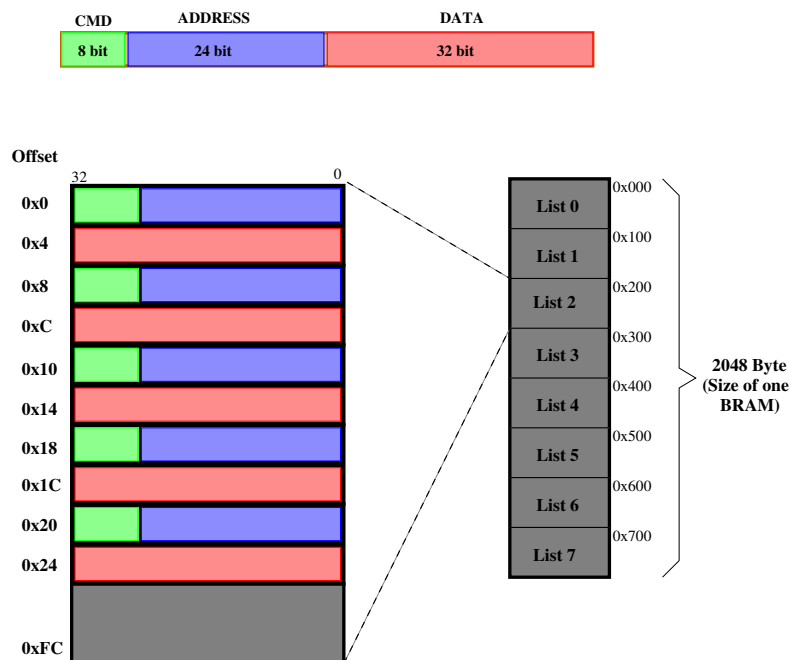 CMD ADDRESS DATA
8 bit 24 bit 32 bit
Offset
32 0
0x0
0x4
0x8
0xC
0x10
0x14
0x18
0x1C
0x20
0x24
0xFC
List 0
List 1
List 2
List 3
List 4
List 5
List 6
List 7
0x000
0x100
0x200
0x300
0x400
0x500
0x600
0x700
2048 Byte
(Size of one
BRAM)